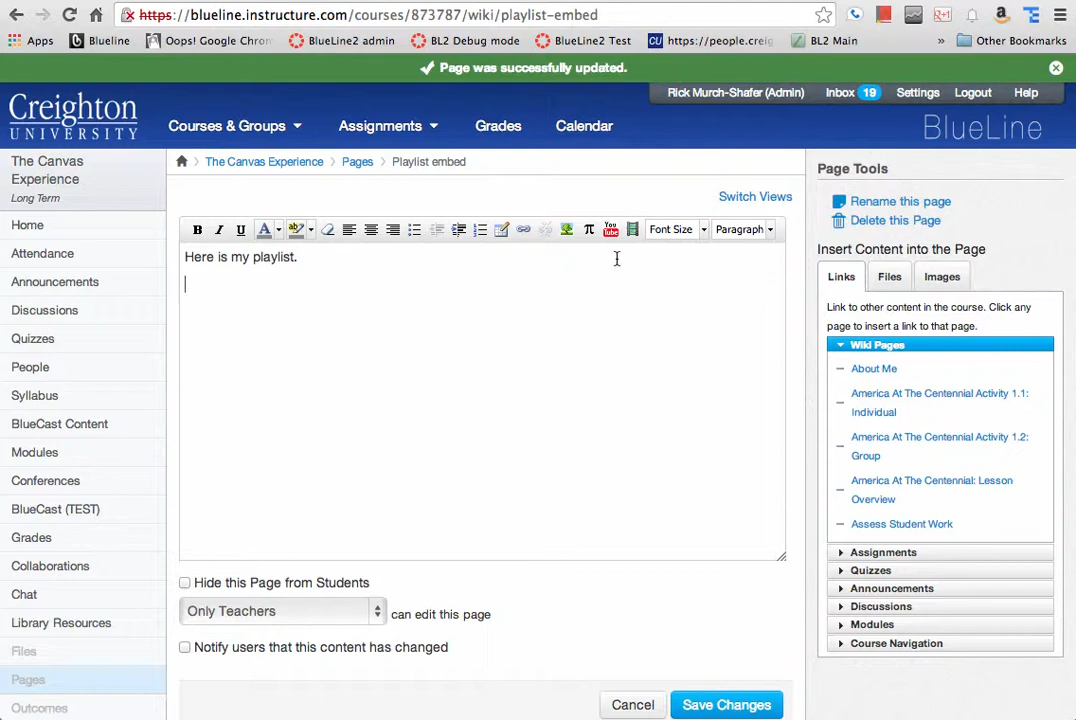 https://blueline.instructure.com/courses/873787/wiki/playlist-embed
Apps Blueline Oops! Google Chron BlueLine2 admin BL2 Debug mode BlueLine2 Test CU https://people.creig BL2 Main » Other Bookmarks
Page was successfully updated.
Rick Murch-Shafer (Admin) Inbox 19 Settings Logout Help
Creighton
UNIVERSITY
Courses & Groups Assignments Grades Calendar
BlueLine
The Canvas
Experience
Long Term
Home
Attendance
Announcements
Discussions
Quizzes
People
Syllabus
BlueCast Content
Modules
Conferences
BlueCast (TEST)
Grades
Collaborations
Chat
Library Resources
Files
Pages
Outcomes
The Canvas Experience Pages Playlist embed
Switch Views
B I U A aby π You Tube Font Size Paragraph
Here is my playlist.
Hide this Page from Students
Only Teachers can edit this page
Notify users that this content has changed
Cancel Save Changes
Page Tools
Rename this page
Delete this Page
Insert Content into the Page
Links Files Images
Link to other content in the course. Click any
page to insert a link to that page.
Wiki Pages
About Me
America At The Centennial Activity 1.1:
Individual
America At The Centennial Activity 1.2:
Group
America At The Centennial: Lesson
Overview
Assess Student Work
Assignments
Quizzes
Announcements
Discussions
Modules
Course Navigation